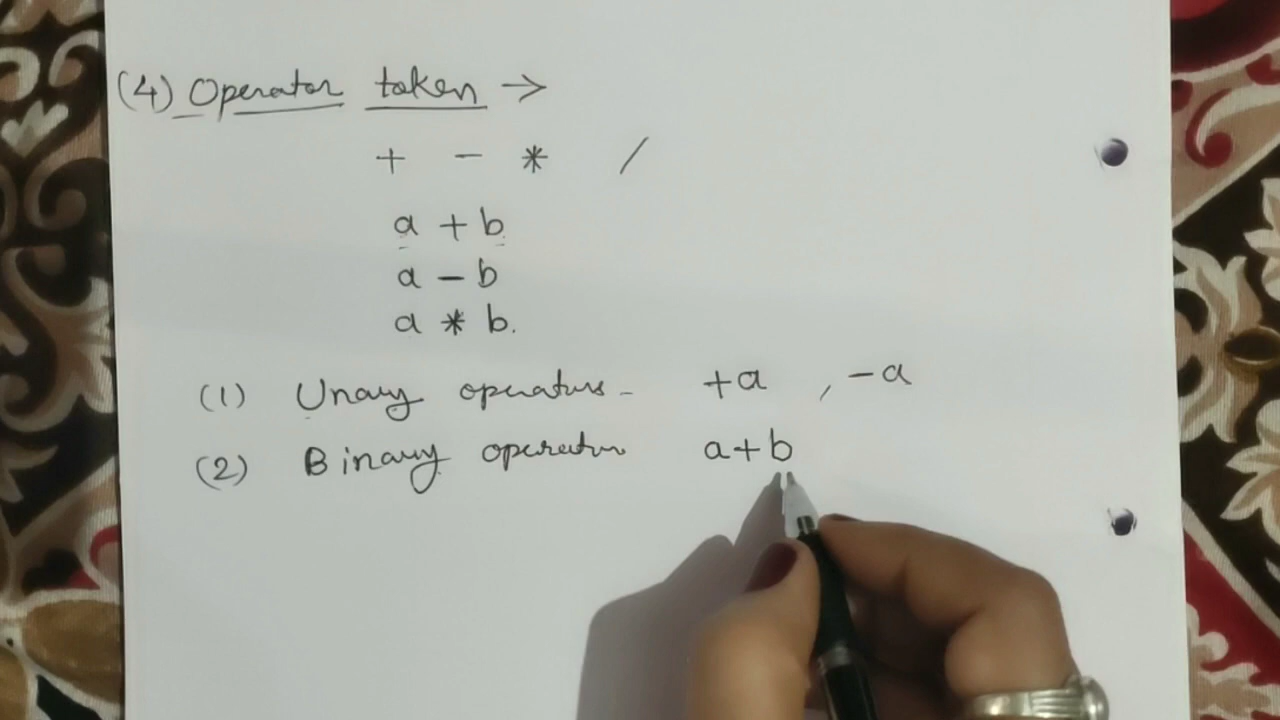 (4) Operator token →
+ - * /
a + b
a - b
a * b.
(1) Unary operators - +a , -a
(2) Binary operator a+b